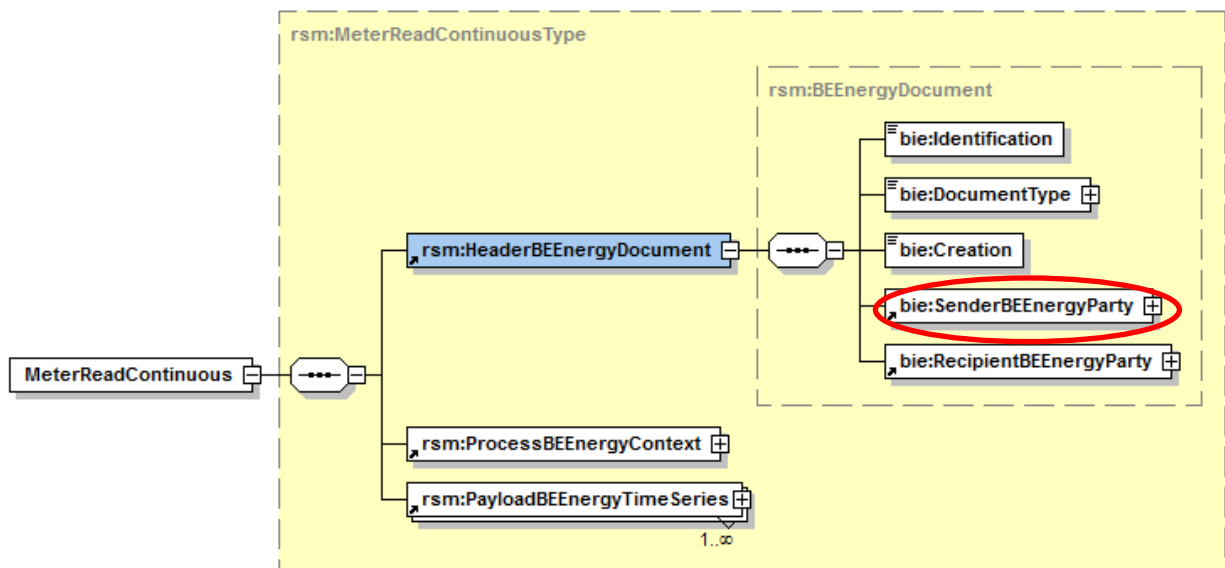 rsm:MeterReadContinuousType
rsm:BEEnergyDocument
bie:Identification
bie:DocumentType
rsm:HeaderBEEnergyDocument
bie:Creation
bie:SenderBEEnergyParty
bie:RecipientBEEnergyParty
MeterReadContinuous
rsm:ProcessBEEnergyContext
rsm:PayloadBEEnergyTimeSeries
1..∞